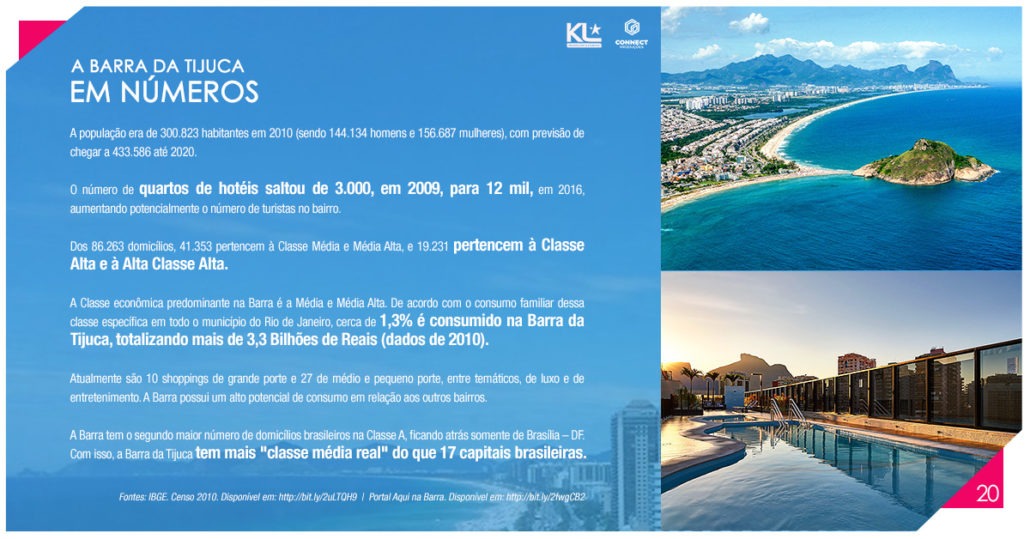 KL
CONNECT
A BARRA DA TIJUCA
EM NÚMEROS
A população era de 300.823 habitantes em 2010 (sendo 144.134 homens e 156.687 mulheres), com previsão de
chegar a 433.586 até 2020.
O número de quartos de hotéis saltou de 3.000, em 2009, para 12 mil, em 2016,
aumentando potencialmente o número de turistas no bairro.
Dos 86.263 domicílios, 41.353 pertencem à Classe Média e Média Alta, e 19.231 pertencem à Classe
Alta e à Alta Classe Alta.
A Classe econômica predominante na Barra é a Média e Média Alta. De acordo com o consumo familiar dessa
classe específica em todo o município do Rio de Janeiro, cerca de 1,3% é consumido na Barra da
Tijuca, totalizando mais de 3,3 Bilhões de Reais (dados de 2010).
Atualmente são 10 shoppings de grande porte e 27 de médio e pequeno porte, entre temáticos, de luxo e de
entretenimento. A Barra possui um alto potencial de consumo em relação aos outros bairros.
A Barra tem o segundo maior número de domicílios brasileiros na Classe A, ficando atrás somente de Brasília – DF.
Com isso, a Barra da Tijuca tem mais "classe média real" do que 17 capitais brasileiras.
Fontes: IBGE. Censo 2010. Disponível em: http://bit.ly/2uLTQH9 | Portal Aqui na Barra. Disponível em: http://bit.ly/2fwgCB2
20